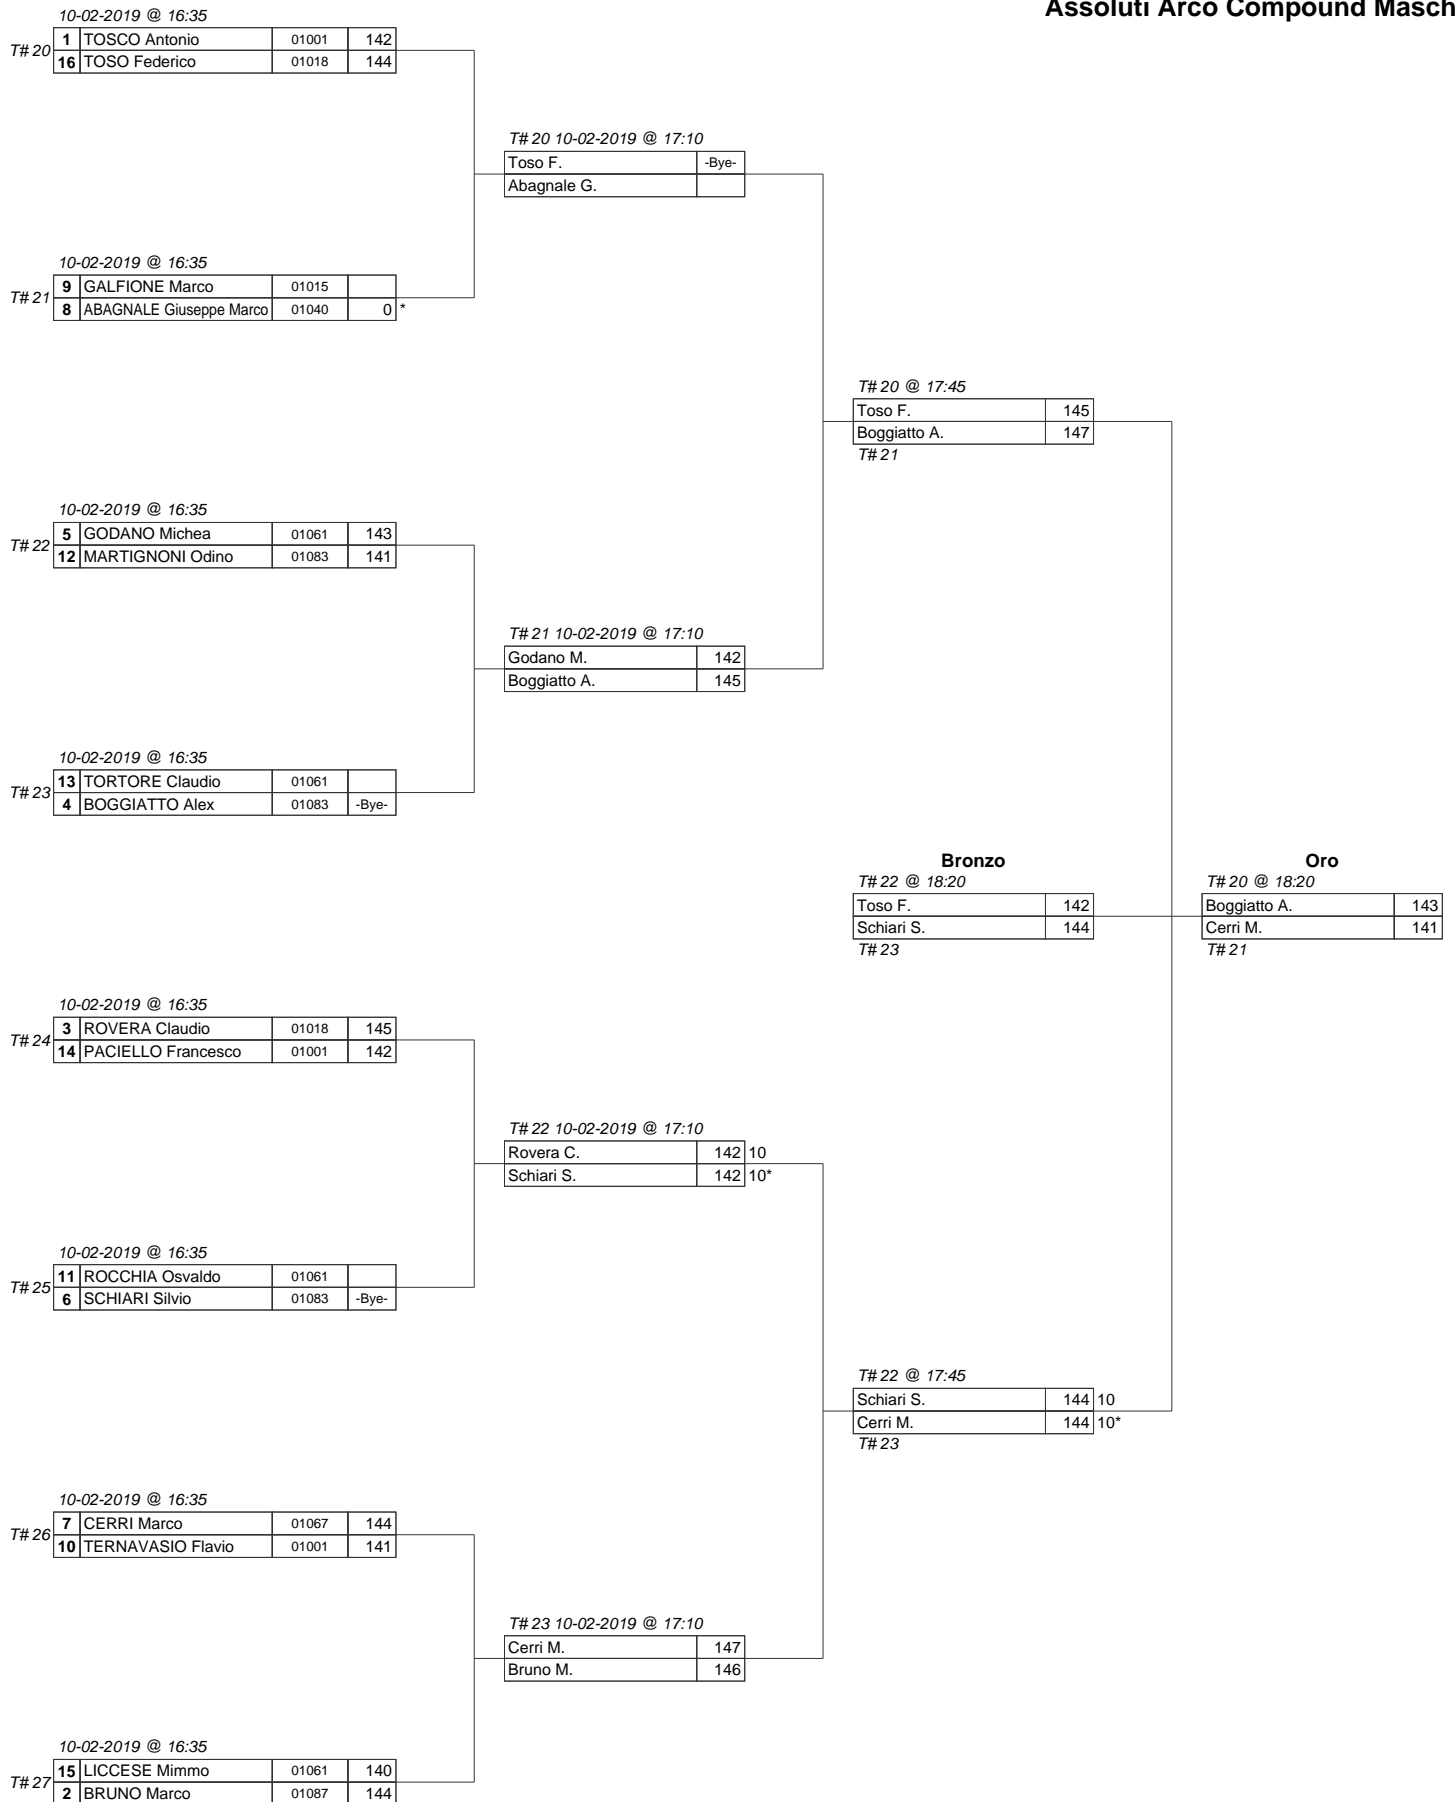 Assoluti Arco Compound Masch
10-02-2019 @ 16:35
T# 20
1 TOSCO Antonio 01001 142
16 TOSO Federico 01018 144
T# 20 10-02-2019 @ 17:10
Toso F. -Bye-
Abagnale G.
10-02-2019 @ 16:35
T# 21
9 GALFIONE Marco 01015
8 ABAGNALE Giuseppe Marco 01040 0 *
T# 20 @ 17:45
Toso F. 145
Boggiatto A. 147
T# 21
10-02-2019 @ 16:35
T# 22
5 GODANO Michea 01061 143
12 MARTIGNONI Odino 01083 141
T# 21 10-02-2019 @ 17:10
Godano M. 142
Boggiatto A. 145
10-02-2019 @ 16:35
T# 23
13 TORTORE Claudio 01061
4 BOGGIATTO Alex 01083 -Bye-
Bronzo
T# 22 @ 18:20
Toso F. 142
Schiari S. 144
T# 23
Oro
T# 20 @ 18:20
Boggiatto A. 143
Cerri M. 141
T# 21
10-02-2019 @ 16:35
T# 24
3 ROVERA Claudio 01018 145
14 PACIELLO Francesco 01001 142
T# 22 10-02-2019 @ 17:10
Rovera C. 142 10
Schiari S. 142 10*
10-02-2019 @ 16:35
T# 25
11 ROCCHIA Osvaldo 01061
6 SCHIARI Silvio 01083 -Bye-
T# 22 @ 17:45
Schiari S. 144 10
Cerri M. 144 10*
T# 23
10-02-2019 @ 16:35
T# 26
7 CERRI Marco 01067 144
10 TERNAVASIO Flavio 01001 141
T# 23 10-02-2019 @ 17:10
Cerri M. 147
Bruno M. 146
10-02-2019 @ 16:35
T# 27
15 LICCESE Mimmo 01061 140
2 BRUNO Marco 01087 144